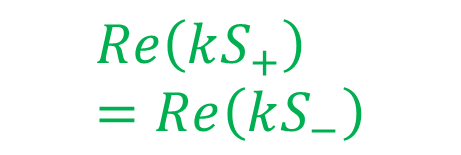 Re(kS₊)
= Re(kS₋)